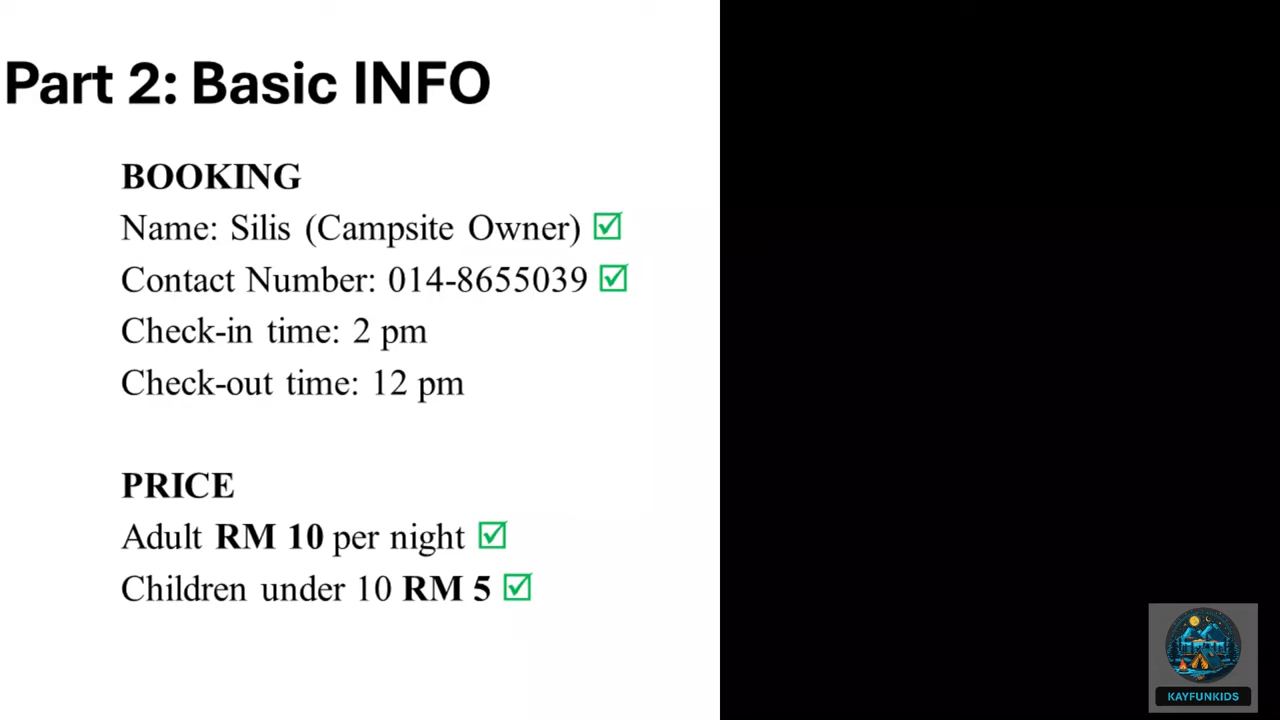 Part 2: Basic INFO
BOOKING
Name: Silis (Campsite Owner) ☑
Contact Number: 014-8655039 ☑
Check-in time: 2 pm
Check-out time: 12 pm
PRICE
Adult RM 10 per night ☑
Children under 10 RM 5 ☑
KAYFUNKIDS